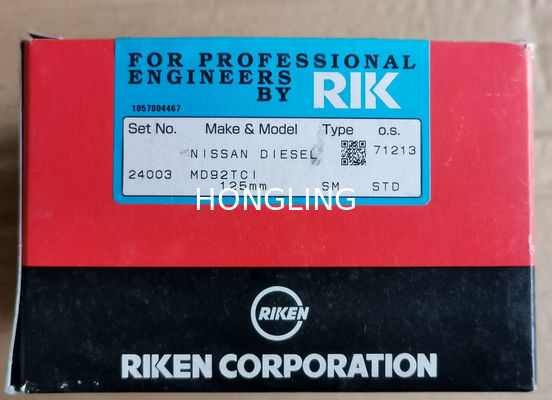 FOR PROFESSIONAL
ENGINEERS
BY RIK
1057804467
Set No. Make & Model Type o.s.
NISSAN DIESEL 71213
24003 MD92TCI
125mm SM STD
HONGLING
RIKEN
RIKEN CORPORATION